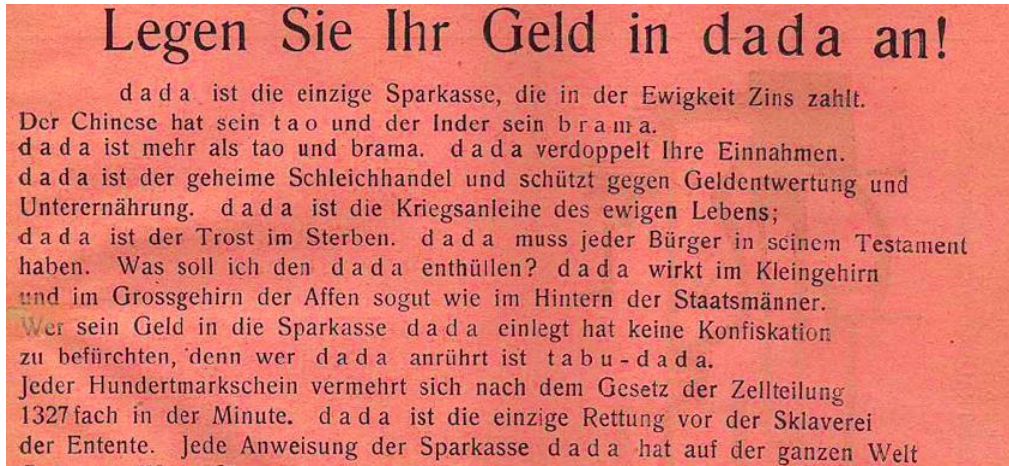 Legen Sie Ihr Geld in dada an!
dada ist die einzige Sparkasse, die in der Ewigkeit Zins zahlt.
Der Chinese hat sein tao und der Inder sein brama.
dada ist mehr als tao und brama. dada verdoppelt Ihre Einnahmen.
dada ist der geheime Schleichhandel und schützt gegen Geldentwertung und
Unterernährung. dada ist die Kriegsanleihe des ewigen Lebens;
dada ist der Trost im Sterben. dada muss jeder Bürger in seinem Testament
haben. Was soll ich den dada enthüllen? dada wirkt im Kleingehirn
und im Grossgehirn der Affen sogut wie im Hintern der Staatsmänner.
Wer sein Geld in die Sparkasse dada einlegt hat keine Konfiskation
zu befürchten, denn wer dada anrührt ist tabu-dada.
Jeder Hundertmarkschein vermehrt sich nach dem Gesetz der Zellteilung
1327fach in der Minute. dada ist die einzige Rettung vor der Sklaverei
der Entente. Jede Anweisung der Sparkasse dada hat auf der ganzen Welt